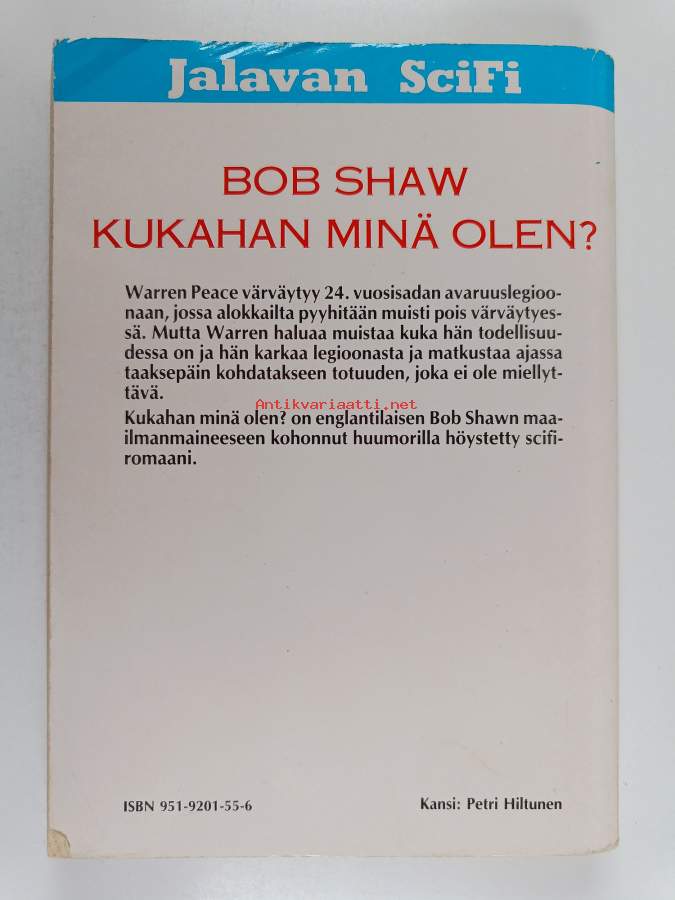 Jalavan SciFi
BOB SHAW
KUKAHAN MINÄ OLEN?
Warren Peace värväytyy 24. vuosisadan avaruuslegioo-
naan, jossa alokkailta pyyhitään muisti pois värväytyes-
sä. Mutta Warren haluaa muistaa kuka hän todellisuu-
dessa on ja hän karkaa legioonasta ja matkustaa ajassa
taaksepäin kohdatakseen totuuden, joka ei ole miellyt-
tävä.
Antikvariaatti.net
Kukahan minä olen? on englantilaisen Bob Shawn maa-
ilmanmaineeseen kohonnut huumorilla höystetty scifi-
romaani.
ISBN 951-9201-55-6
Kansi: Petri Hiltunen